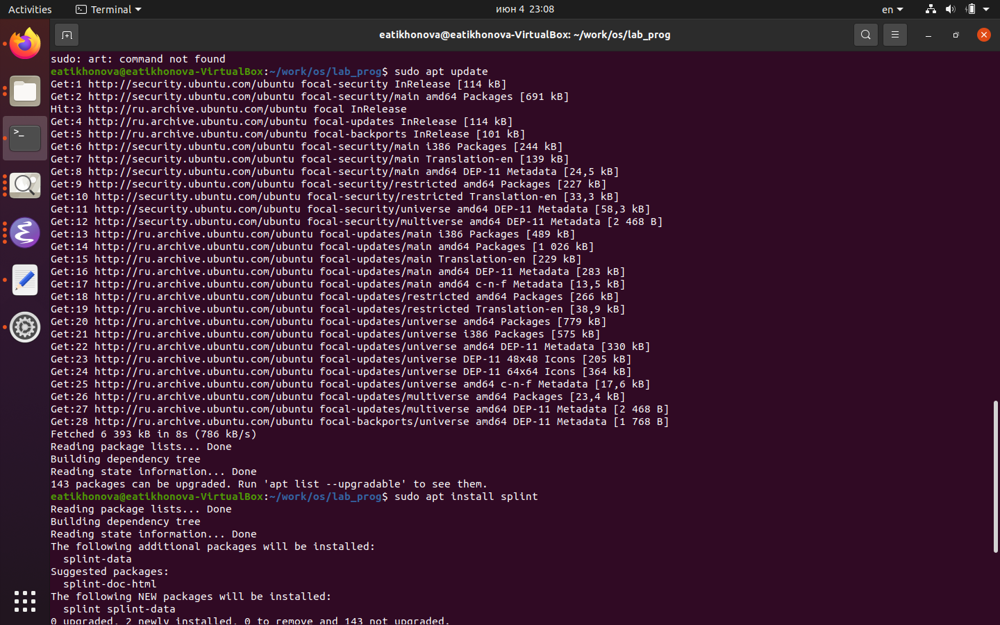 Activities
Terminal
июн 4 23:08
en
eatikhonova@eatikhonova-VirtualBox: ~/work/os/lab_prog
sudo: art: command not found
eatikhonova@eatikhonova-VirtualBox:~/work/os/lab_prog$ sudo apt update
Get:1 http://security.ubuntu.com/ubuntu focal-security InRelease [114 kB]
Get:2 http://security.ubuntu.com/ubuntu focal-security/main amd64 Packages [691 kB]
Hit:3 http://ru.archive.ubuntu.com/ubuntu focal InRelease
Get:4 http://ru.archive.ubuntu.com/ubuntu focal-updates InRelease [114 kB]
Get:5 http://ru.archive.ubuntu.com/ubuntu focal-backports InRelease [101 kB]
Get:6 http://security.ubuntu.com/ubuntu focal-security/main i386 Packages [244 kB]
Get:7 http://security.ubuntu.com/ubuntu focal-security/main Translation-en [139 kB]
Get:8 http://security.ubuntu.com/ubuntu focal-security/main amd64 DEP-11 Metadata [24,5 kB]
Get:9 http://security.ubuntu.com/ubuntu focal-security/restricted amd64 Packages [227 kB]
Get:10 http://security.ubuntu.com/ubuntu focal-security/restricted Translation-en [33,3 kB]
Get:11 http://security.ubuntu.com/ubuntu focal-security/universe amd64 DEP-11 Metadata [58,3 kB]
Get:12 http://security.ubuntu.com/ubuntu focal-security/multiverse amd64 DEP-11 Metadata [2 468 B]
Get:13 http://ru.archive.ubuntu.com/ubuntu focal-updates/main i386 Packages [489 kB]
Get:14 http://ru.archive.ubuntu.com/ubuntu focal-updates/main amd64 Packages [1 026 kB]
Get:15 http://ru.archive.ubuntu.com/ubuntu focal-updates/main Translation-en [229 kB]
Get:16 http://ru.archive.ubuntu.com/ubuntu focal-updates/main amd64 DEP-11 Metadata [283 kB]
Get:17 http://ru.archive.ubuntu.com/ubuntu focal-updates/main amd64 c-n-f Metadata [13,5 kB]
Get:18 http://ru.archive.ubuntu.com/ubuntu focal-updates/restricted amd64 Packages [266 kB]
Get:19 http://ru.archive.ubuntu.com/ubuntu focal-updates/restricted Translation-en [38,9 kB]
Get:20 http://ru.archive.ubuntu.com/ubuntu focal-updates/universe amd64 Packages [779 kB]
Get:21 http://ru.archive.ubuntu.com/ubuntu focal-updates/universe i386 Packages [575 kB]
Get:22 http://ru.archive.ubuntu.com/ubuntu focal-updates/universe amd64 DEP-11 Metadata [330 kB]
Get:23 http://ru.archive.ubuntu.com/ubuntu focal-updates/universe DEP-11 48x48 Icons [205 kB]
Get:24 http://ru.archive.ubuntu.com/ubuntu focal-updates/universe DEP-11 64x64 Icons [364 kB]
Get:25 http://ru.archive.ubuntu.com/ubuntu focal-updates/universe amd64 c-n-f Metadata [17,6 kB]
Get:26 http://ru.archive.ubuntu.com/ubuntu focal-updates/multiverse amd64 Packages [23,4 kB]
Get:27 http://ru.archive.ubuntu.com/ubuntu focal-updates/multiverse amd64 DEP-11 Metadata [2 468 B]
Get:28 http://ru.archive.ubuntu.com/ubuntu focal-backports/universe amd64 DEP-11 Metadata [1 768 B]
Fetched 6 393 kB in 8s (786 kB/s)
Reading package lists... Done
Building dependency tree
Reading state information... Done
143 packages can be upgraded. Run 'apt list --upgradable' to see them.
eatikhonova@eatikhonova-VirtualBox:~/work/os/lab_prog$ sudo apt install splint
Reading package lists... Done
Building dependency tree
Reading state information... Done
The following additional packages will be installed:
  splint-data
Suggested packages:
  splint-doc-html
The following NEW packages will be installed:
  splint splint-data
0 upgraded, 2 newly installed, 0 to remove and 143 not upgraded.